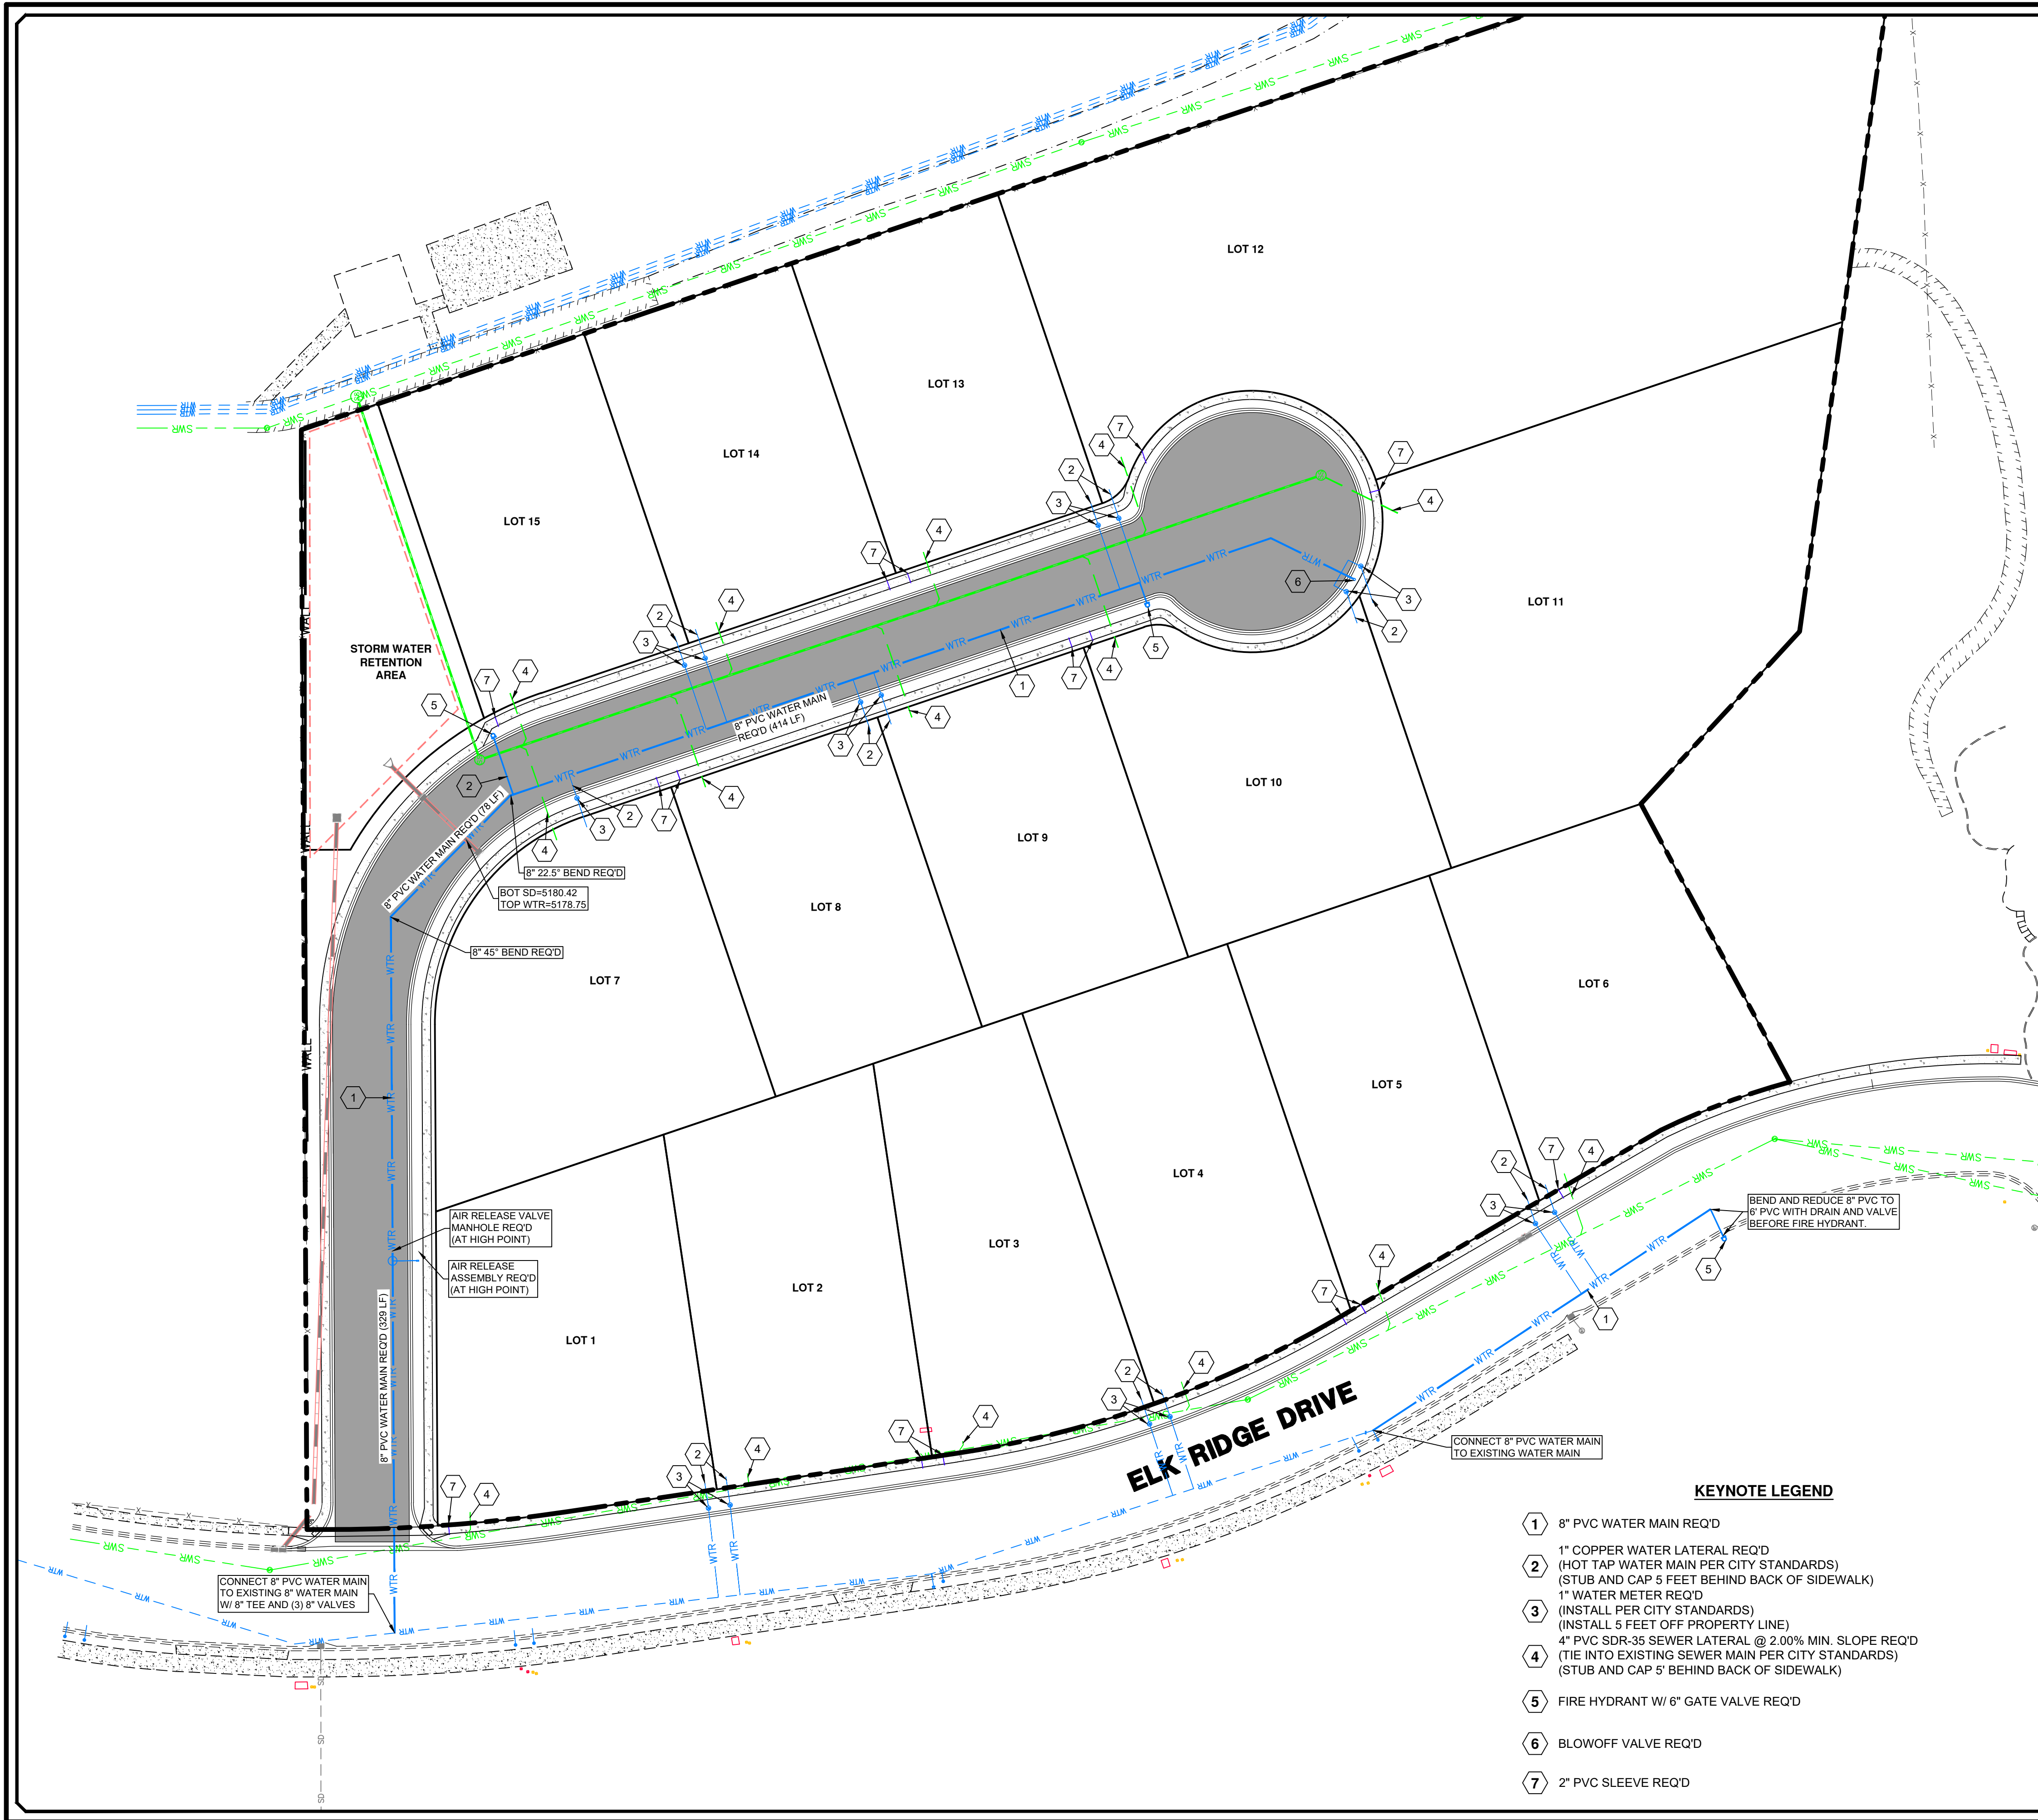 LOT 12
LOT 13
LOT 14
LOT 15
LOT 11
STORM WATER
RETENTION
AREA
WALL
WALL
WALL
8" PVC WATER MAIN
REQ'D (414 LF)
8" PVC WATER MAIN REQ'D (78 LF)
8" 22.5° BEND REQ'D
BOT SD=5180.42
TOP WTR=5178.75
8" 45° BEND REQ'D
LOT 10
LOT 9
LOT 8
LOT 7
LOT 6
LOT 5
LOT 4
LOT 3
LOT 2
LOT 1
AIR RELEASE VALVE
MANHOLE REQ'D
(AT HIGH POINT)
AIR RELEASE
ASSEMBLY REQ'D
(AT HIGH POINT)
8" PVC WATER MAIN REQ'D (329 LF)
BEND AND REDUCE 8" PVC TO
6' PVC WITH DRAIN AND VALVE
BEFORE FIRE HYDRANT.
ELK RIDGE DRIVE
CONNECT 8" PVC WATER MAIN
TO EXISTING WATER MAIN
CONNECT 8" PVC WATER MAIN
TO EXISTING 8" WATER MAIN
W/ 8" TEE AND (3) 8" VALVES
WTR
SWR
SD
SD
KEYNOTE LEGEND
1 8" PVC WATER MAIN REQ'D
1" COPPER WATER LATERAL REQ'D
2 (HOT TAP WATER MAIN PER CITY STANDARDS)
(STUB AND CAP 5 FEET BEHIND BACK OF SIDEWALK)
1" WATER METER REQ'D
3 (INSTALL PER CITY STANDARDS)
(INSTALL 5 FEET OFF PROPERTY LINE)
4" PVC SDR-35 SEWER LATERAL @ 2.00% MIN. SLOPE REQ'D
4 (TIE INTO EXISTING SEWER MAIN PER CITY STANDARDS)
(STUB AND CAP 5' BEHIND BACK OF SIDEWALK)
5 FIRE HYDRANT W/ 6" GATE VALVE REQ'D
6 BLOWOFF VALVE REQ'D
7 2" PVC SLEEVE REQ'D